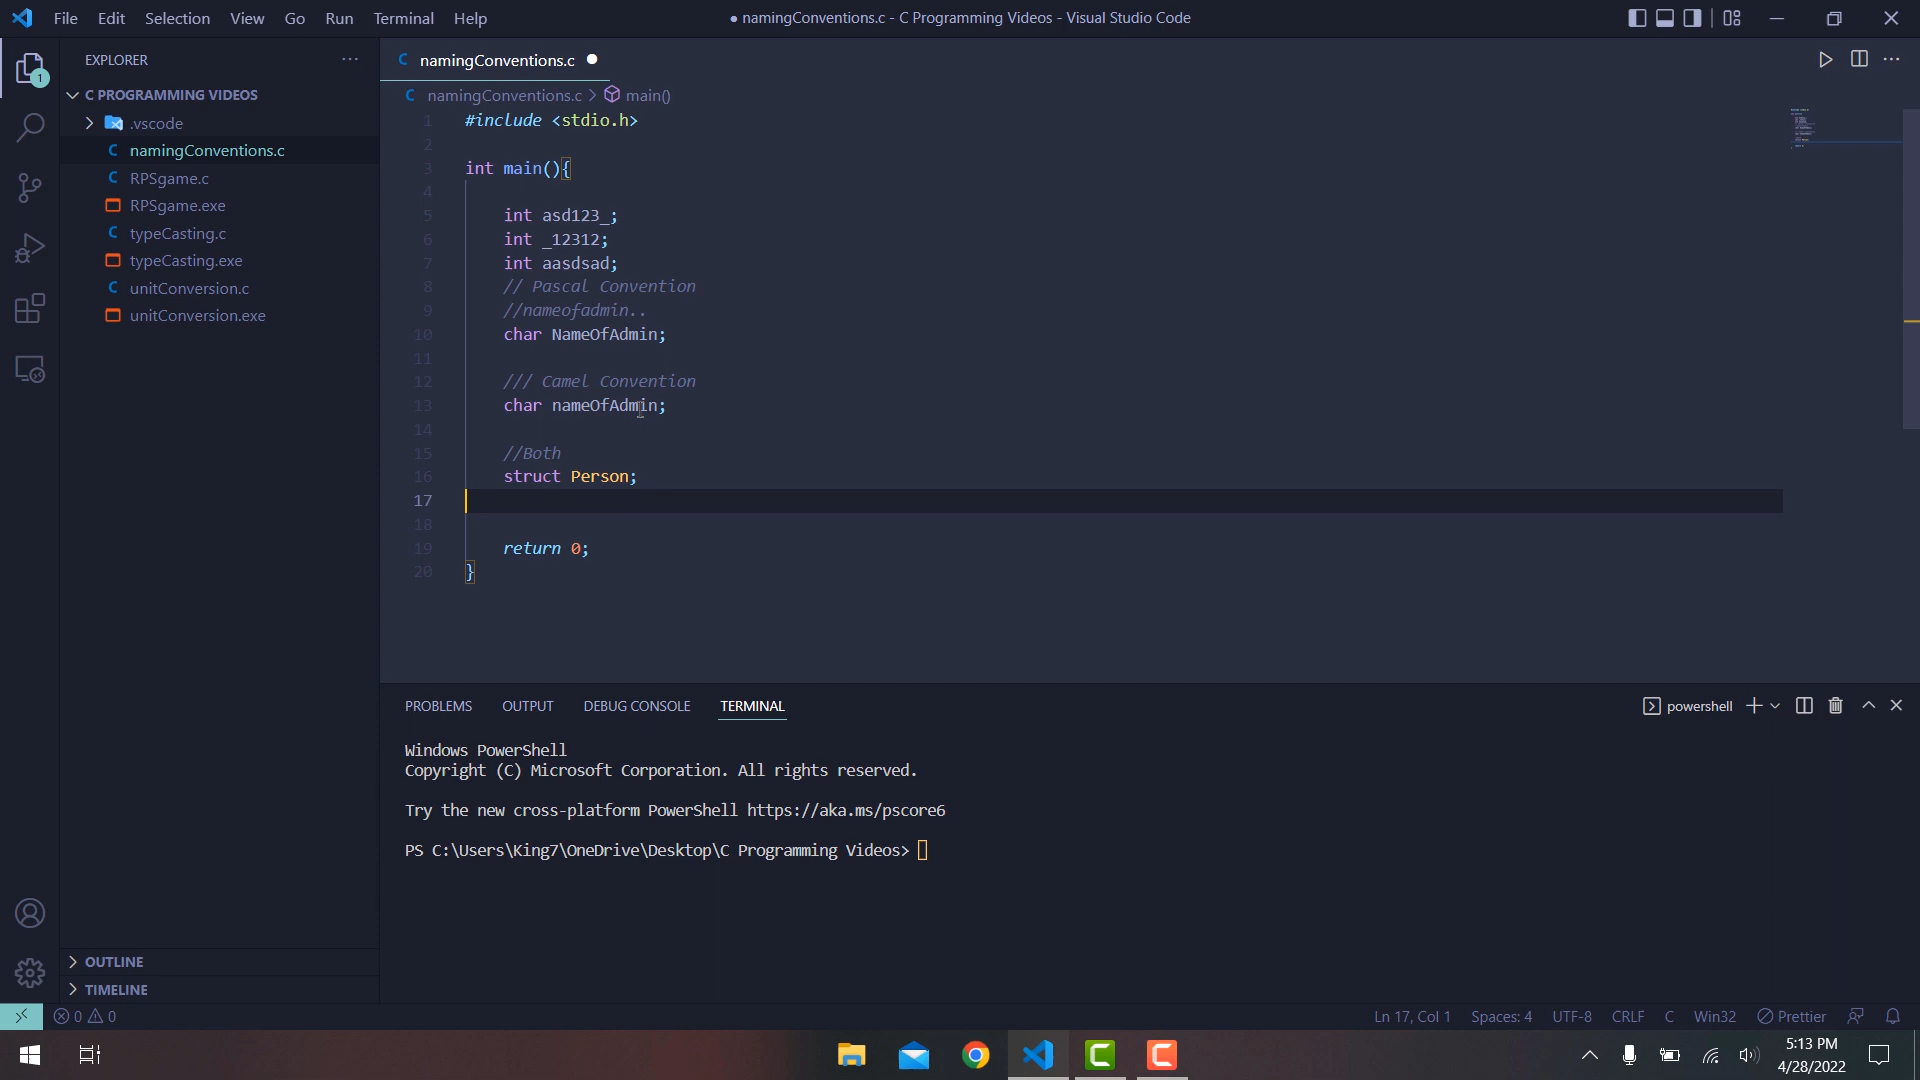 File Edit Selection View Go Run Terminal Help
● namingConventions.c - C Programming Videos - Visual Studio Code
EXPLORER
1
C PROGRAMMING VIDEOS
.vscode
namingConventions.c
RPSgame.c
RPSgame.exe
typeCasting.c
typeCasting.exe
unitConversion.c
unitConversion.exe
OUTLINE
TIMELINE
C namingConventions.c ●
C namingConventions.c > main()
1 #include <stdio.h>
2
3 int main(){
4
5 int asd123_;
6 int _12312;
7 int aasdsad;
8 // Pascal Convention
9 //nameofadmin..
10 char NameOfAdmin;
11
12 /// Camel Convention
13 char nameOfAdmin;
14
15 //Both
16 struct Person;
17
18
19 return 0;
20 }
PROBLEMS OUTPUT DEBUG CONSOLE TERMINAL
powershell
Windows PowerShell
Copyright (C) Microsoft Corporation. All rights reserved.
Try the new cross-platform PowerShell https://aka.ms/pscore6
PS C:\Users\King7\OneDrive\Desktop\C Programming Videos>
0 0
Ln 17, Col 1 Spaces: 4 UTF-8 CRLF C Win32 Prettier
5:13 PM
4/28/2022